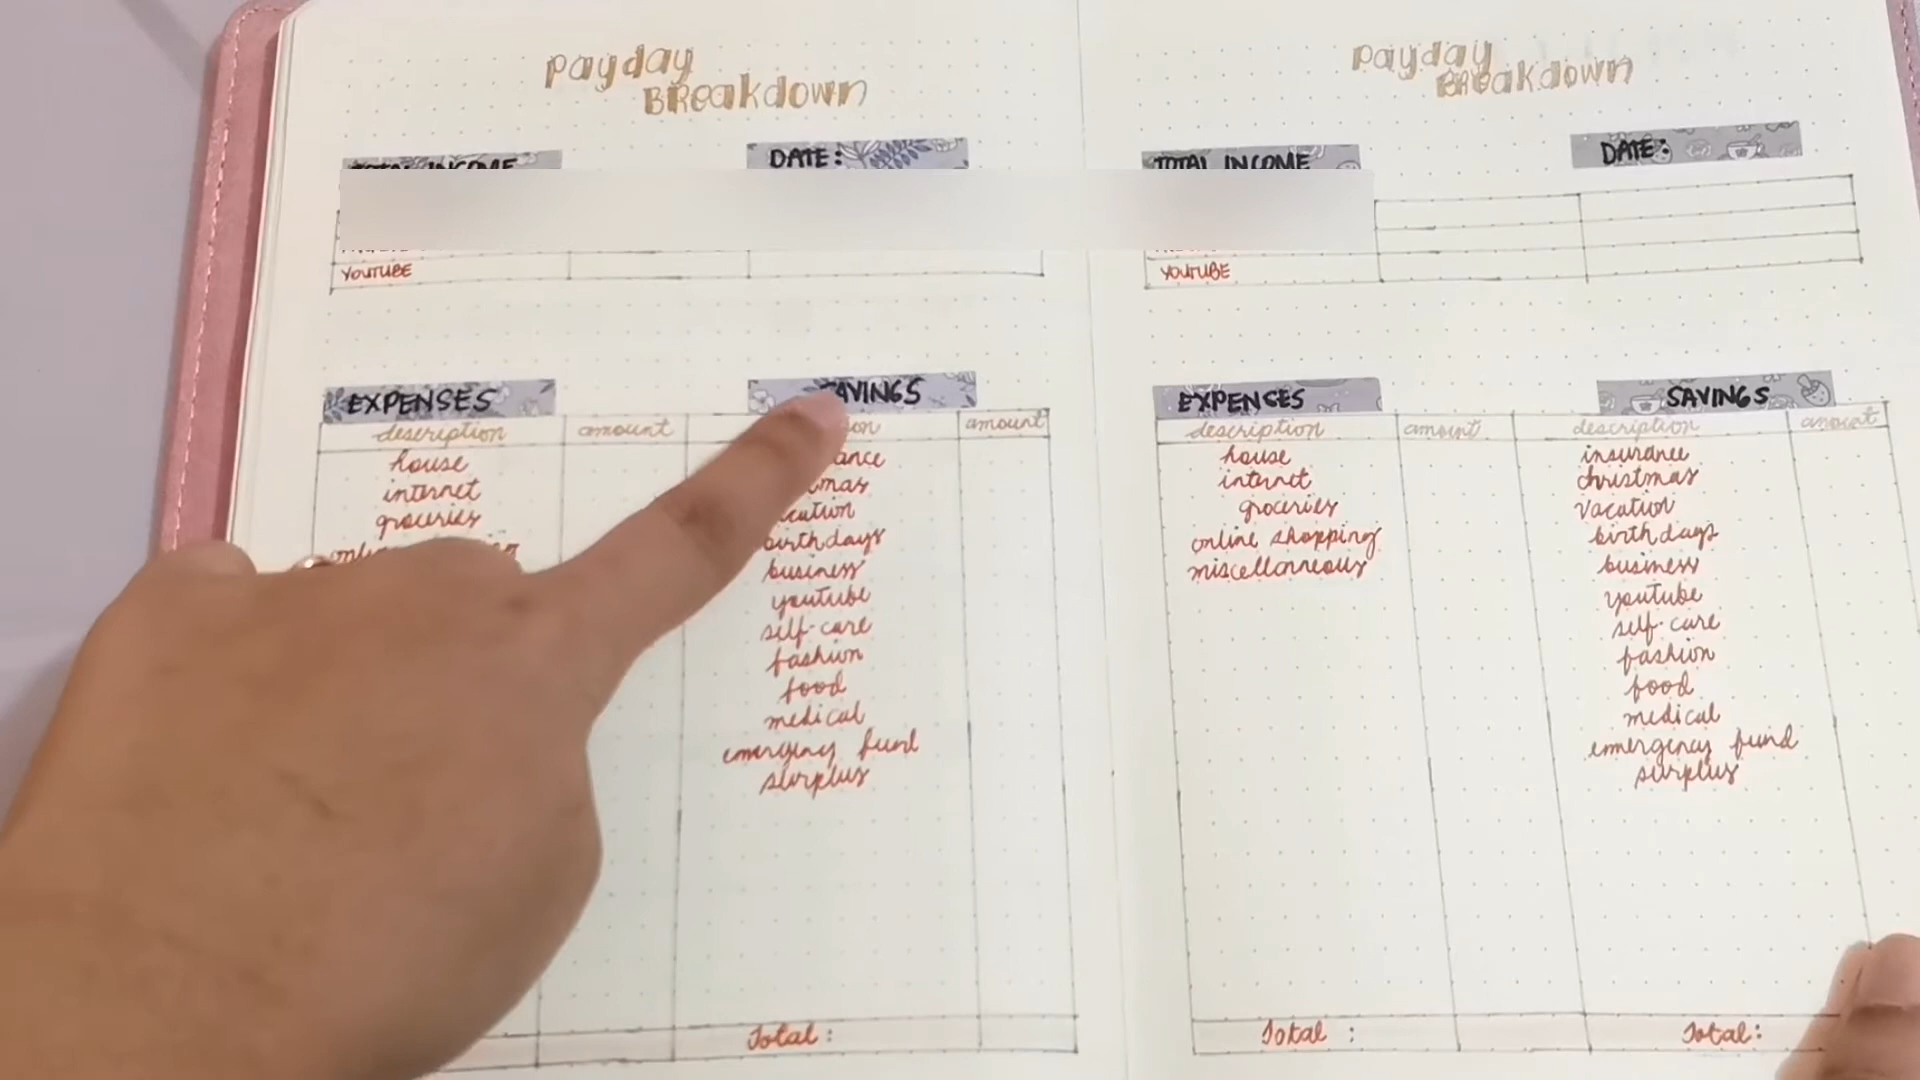 payday
BReakdown
TOTAL INCOME
DATE:
YOUTUBE
EXPENSES
SAVINGS
description
amount
amount
house
internet
groceries
birthdays
business
youtube
self-care
fashion
food
medical
emergency fund
surplus
Total :
payday
BReakdown
TOTAL INCOME
DATE:
YOUTUBE
EXPENSES
SAVINGS
description
amount
description
amount
house
internet
groceries
online shopping
miscellaneous
insurance
christmas
vacation
birthdays
business
youtube
self-care
fashion
food
medical
emergency fund
surplus
Total :
Total: